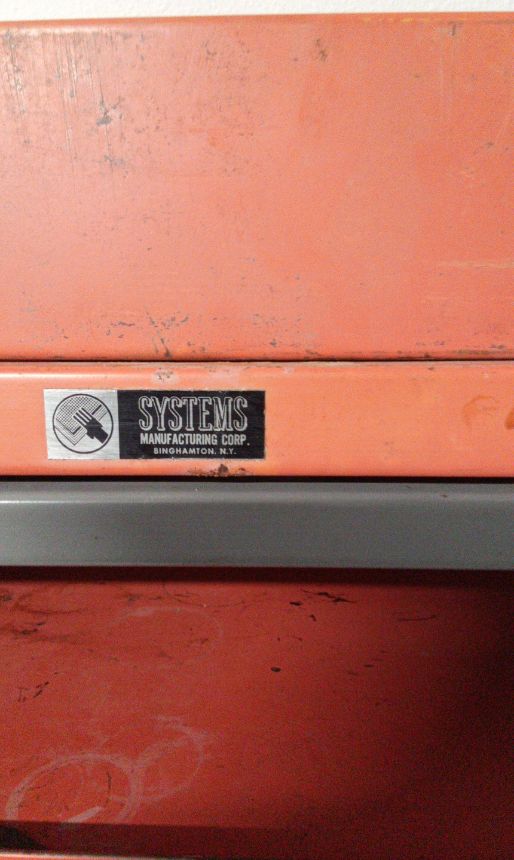 SYSTEMS
MANUFACTURING CORP.
BINGHAMTON, N.Y.